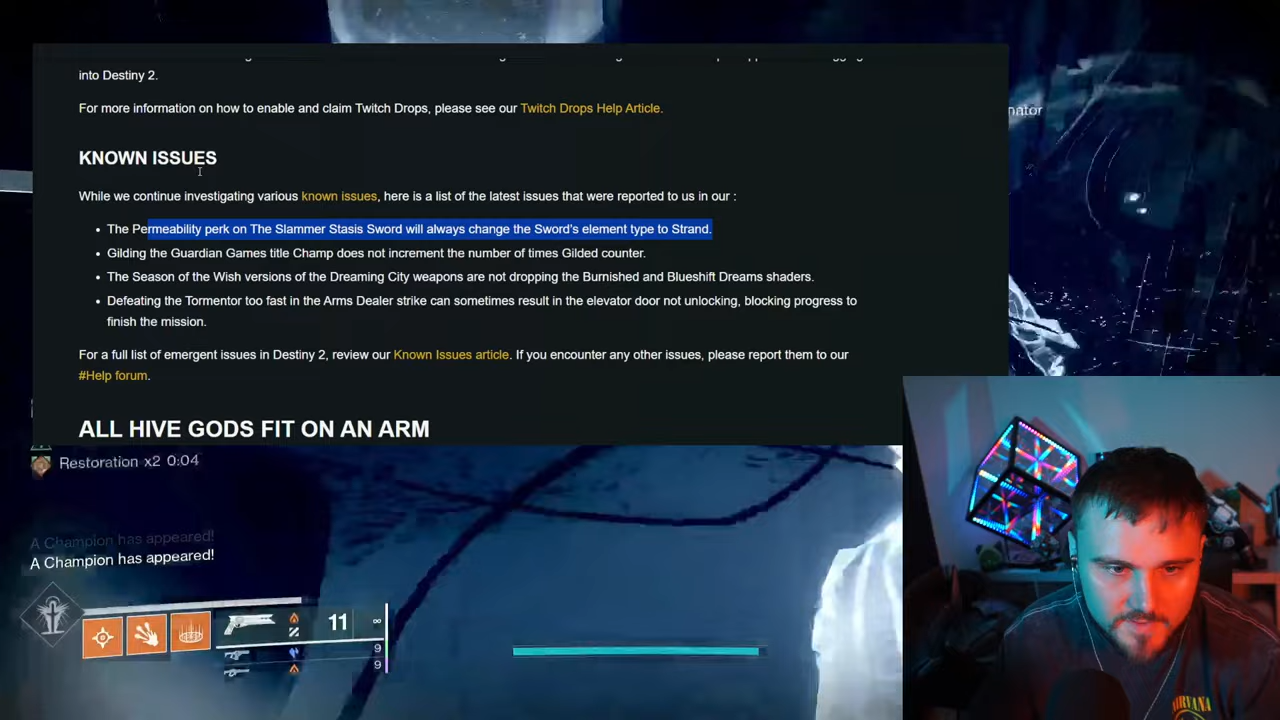 into Destiny 2.
nator
For more information on how to enable and claim Twitch Drops, please see our Twitch Drops Help Article.
KNOWN ISSUES
While we continue investigating various known issues, here is a list of the latest issues that were reported to us in our :
• The Permeability perk on The Slammer Stasis Sword will always change the Sword's element type to Strand.
• Gilding the Guardian Games title Champ does not increment the number of times Gilded counter.
• The Season of the Wish versions of the Dreaming City weapons are not dropping the Burnished and Blueshift Dreams shaders.
• Defeating the Tormentor too fast in the Arms Dealer strike can sometimes result in the elevator door not unlocking, blocking progress to
finish the mission.
For a full list of emergent issues in Destiny 2, review our Known Issues article. If you encounter any other issues, please report them to our
#Help forum.
ALL HIVE GODS FIT ON AN ARM
Restoration x2 0:04
A Champion has appeared!
A Champion has appeared!
11 ∞
9
9
NIRVANA